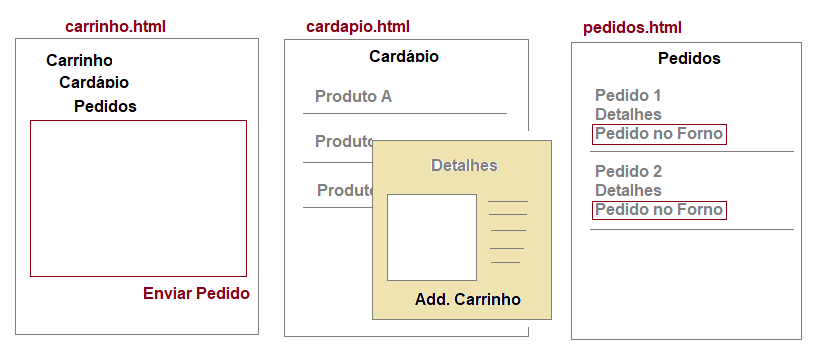 carrinho.html
Carrinho
Cardápio
Pedidos
Enviar Pedido
cardapio.html
Cardápio
Produto A
Produto
Produto
Detalhes
Add. Carrinho
pedidos.html
Pedidos
Pedido 1
Detalhes
Pedido no Forno
Pedido 2
Detalhes
Pedido no Forno